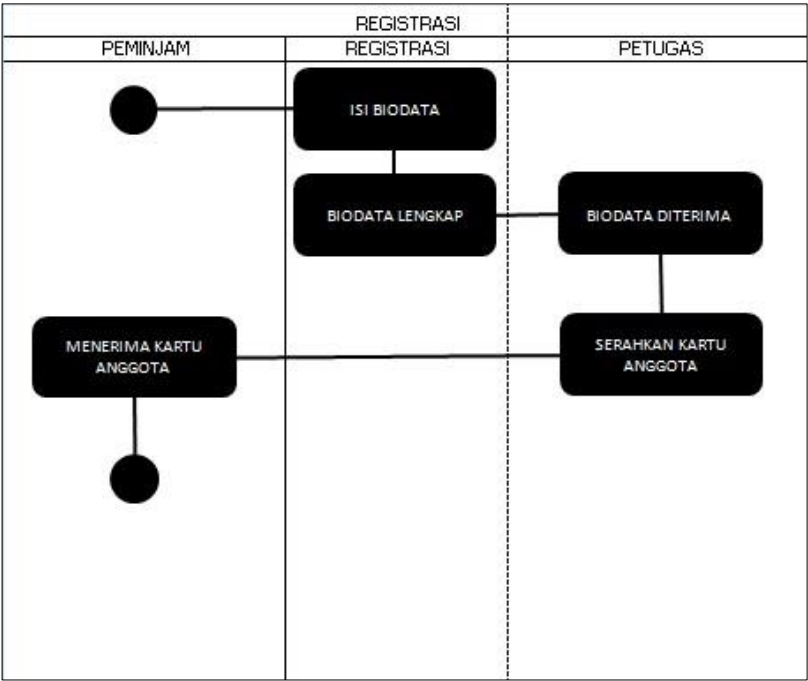 REGISTRASI
PEMINJAM
REGISTRASI
PETUGAS
ISI BIODATA
BIODATA LENGKAP
BIODATA DITERIMA
MENERIMA KARTU
ANGGOTA
SERAHKAN KARTU
ANGGOTA